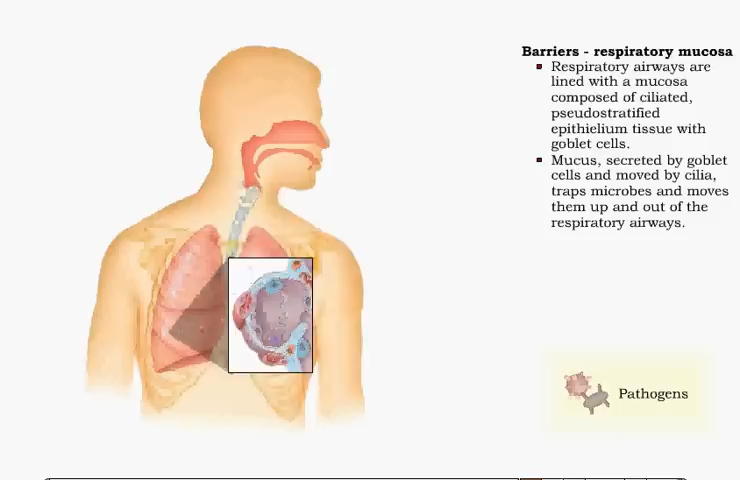 Barriers - respiratory mucosa
Respiratory airways are
lined with a mucosa
composed of ciliated,
pseudostratified
epithielium tissue with
goblet cells.
Mucus, secreted by goblet
cells and moved by cilia,
traps microbes and moves
them up and out of the
respiratory airways.
Pathogens